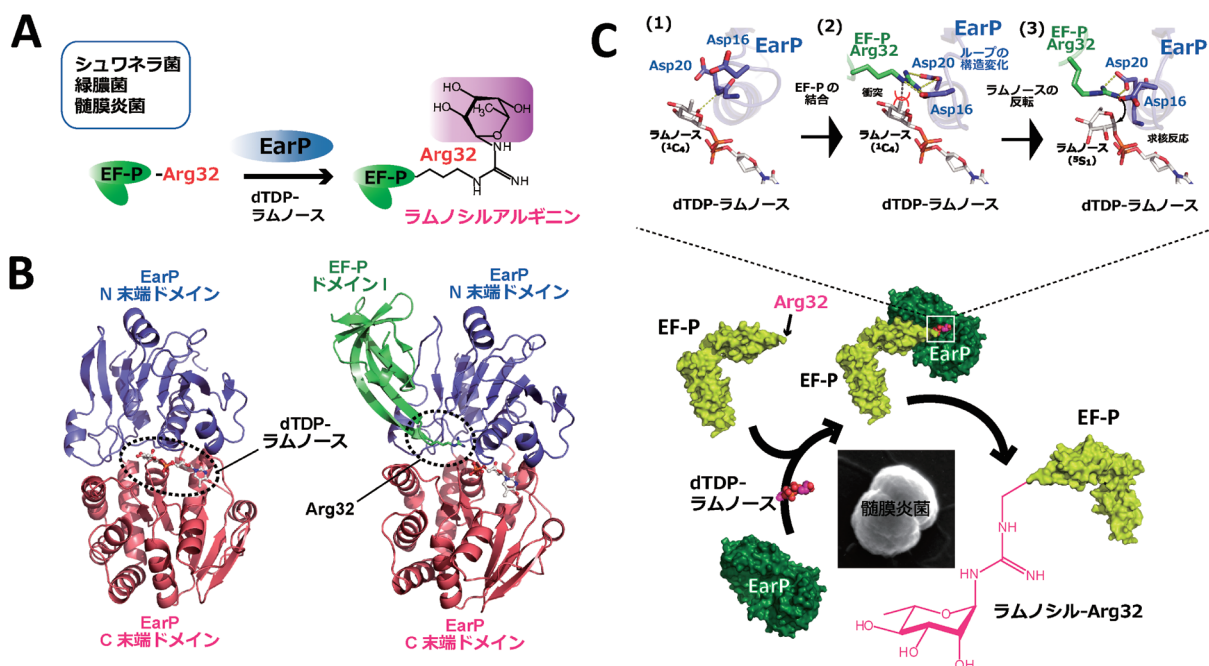 A
シュワネラ菌
緑膿菌
髄膜炎菌
EF-P
-Arg32
EarP
dTDP-
ラムノース
HO
OH
HO
H₃C
O
Arg32
NH
EF-P
N
H
NH
ラムノシルアルギニン
B
EarP
N 末端ドメイン
EF-P
ドメイン I
EarP
N 末端ドメイン
dTDP-
ラムノース
Arg32
EarP
C 末端ドメイン
EarP
C 末端ドメイン
C
(1)
Asp16
EarP
Asp20
ラムノース
(¹C₄)
dTDP-ラムノース
EF-P の
結合
(2)
EF-P
Arg32
EarP
Asp20
ループの
構造変化
衝突
Asp16
ラムノース
(¹C₄)
dTDP-ラムノース
ラムノースの
反転
(3)
EF-P
Arg32
EarP
Asp20
Asp16
ラムノース
(⁵S₁)
求核反応
dTDP-ラムノース
Arg32
EF-P
EarP
EF-P
EF-P
dTDP-
ラムノース
髄膜炎菌
EarP
NH
NH
NH
ラムノシル-Arg32
O
HO
HO
HO